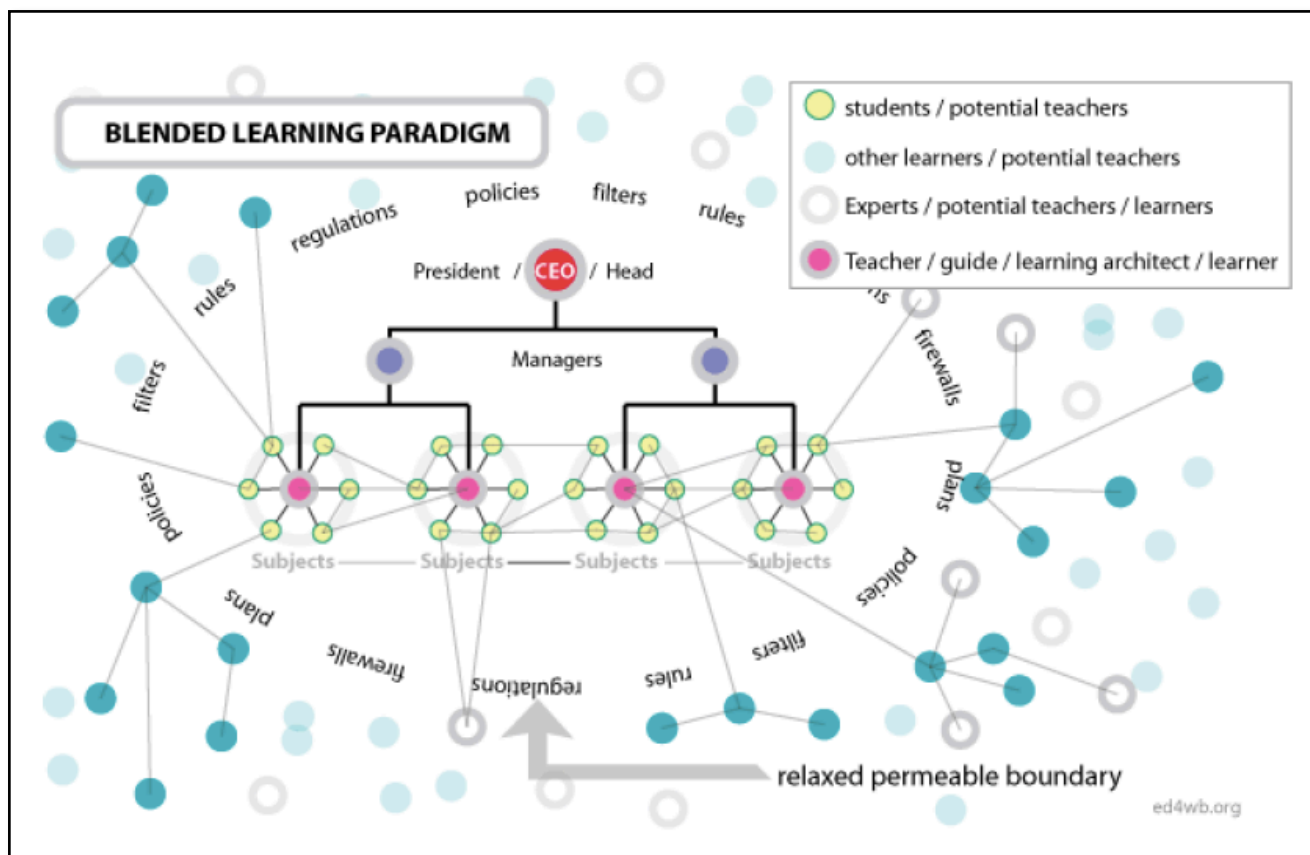 BLENDED LEARNING PARADIGM
students / potential teachers
other learners / potential teachers
Experts / potential teachers / learners
Teacher / guide / learning architect / learner
rules
regulations
policies
filters
rules
President / CEO / Head
Managers
filters
firewalls
policies
plans
Subjects
Subjects
Subjects
Subjects
policies
plans
firewalls
regulations
rules
filters
relaxed permeable boundary
ed4wb.org